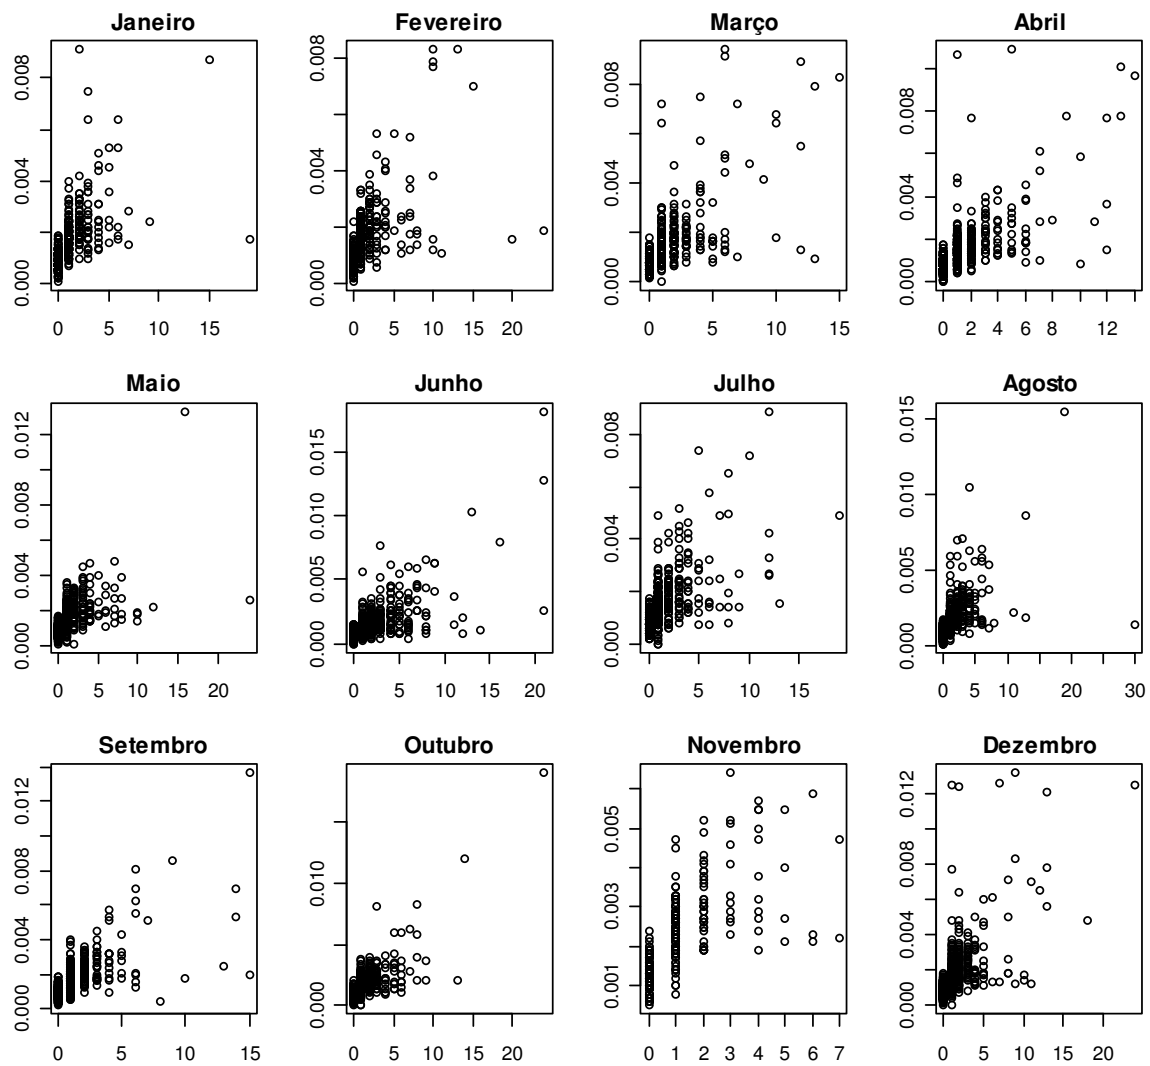 Janeiro
0.000 0.004 0.008
0 5 10 15
Fevereiro
0.000 0.004 0.008
0 5 10 15 20
Março
0.000 0.004 0.008
0 5 10 15
Abril
0.000 0.004 0.008
0 2 4 6 8 12
Maio
0.000 0.004 0.008 0.012
0 5 10 15 20
Junho
0.000 0.005 0.010 0.015
0 5 10 15 20
Julho
0.000 0.004 0.008
0 5 10 15
Agosto
0.000 0.005 0.010 0.015
0 5 10 20 30
Setembro
0.000 0.004 0.008 0.012
0 5 10 15
Outubro
0.000 0.010
0 5 10 15 20
Novembro
0.001 0.003 0.005
0 1 2 3 4 5 6 7
Dezembro
0.000 0.004 0.008 0.012
0 5 10 15 20